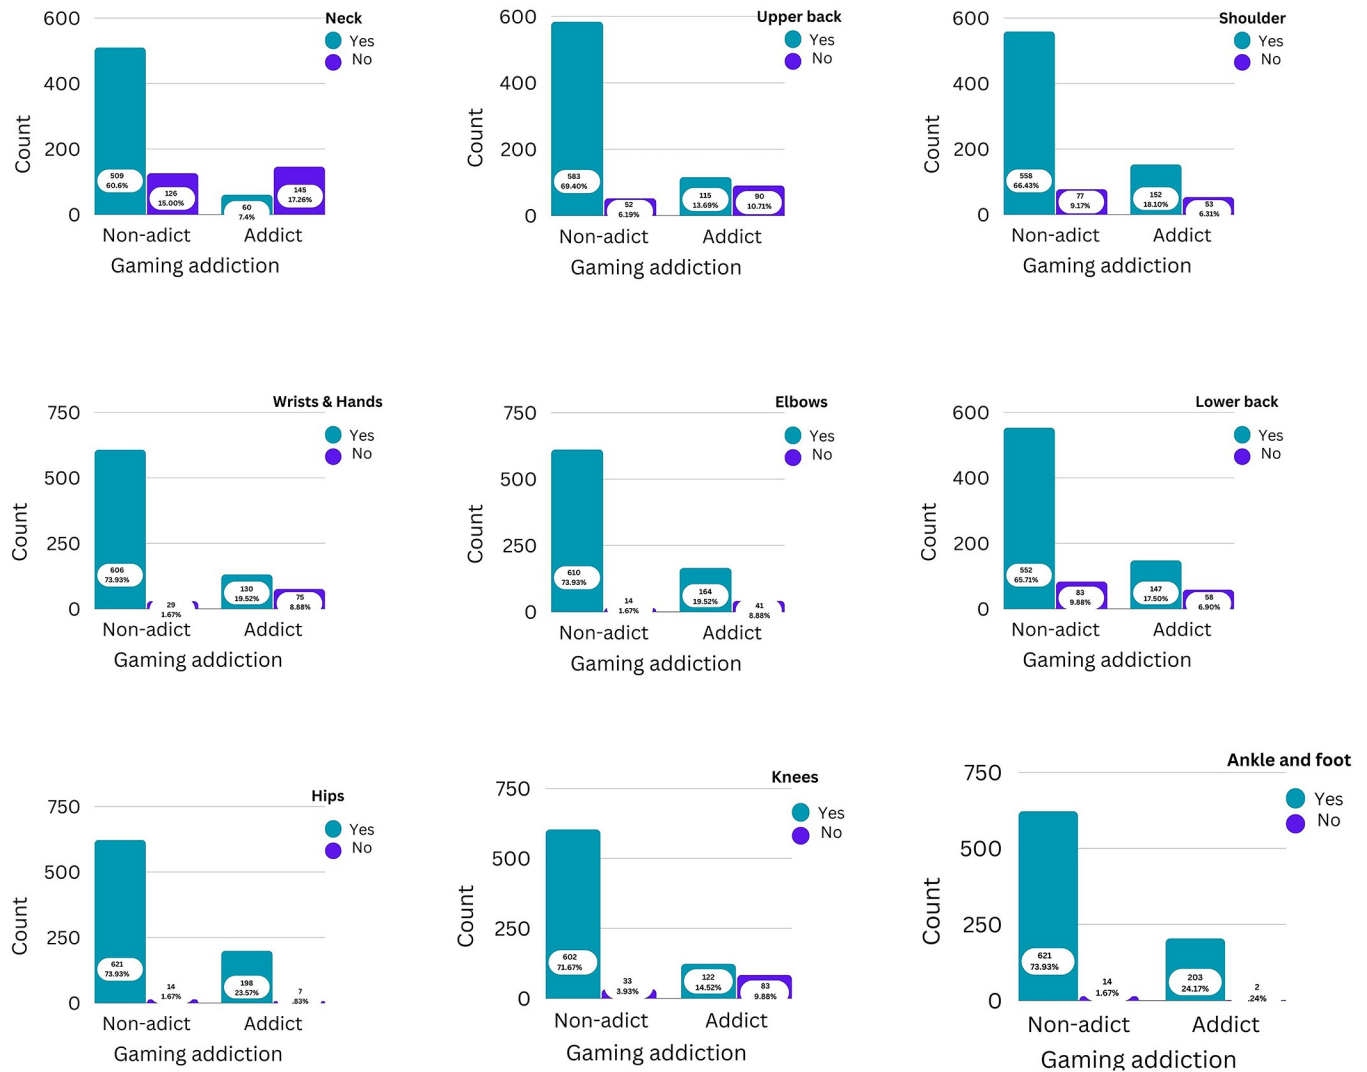 Neck
Yes
No
600
400
200
0
Count
509
60.6%
126
15.00%
60
7.4%
145
17.26%
Non-adict
Addict
Gaming addiction
Upper back
Yes
No
600
400
200
0
Count
583
69.40%
52
6.19%
115
13.69%
90
10.71%
Non-adict
Addict
Gaming addiction
Shoulder
Yes
No
600
400
200
0
Count
558
66.43%
77
9.17%
152
18.10%
53
6.31%
Non-adict
Addict
Gaming addiction
Wrists & Hands
Yes
No
750
500
250
0
Count
606
73.93%
29
1.67%
130
19.52%
75
8.88%
Non-adict
Addict
Gaming addiction
Elbows
Yes
No
750
500
250
0
Count
610
73.93%
14
1.67%
164
19.52%
41
8.88%
Non-adict
Addict
Gaming addiction
Lower back
Yes
No
600
400
200
0
Count
552
65.71%
83
9.88%
147
17.50%
58
6.90%
Non-adict
Addict
Gaming addiction
Hips
Yes
No
750
500
250
0
Count
621
73.93%
14
1.67%
198
23.57%
7
.83%
Non-adict
Addict
Gaming addiction
Knees
Yes
No
750
500
250
0
Count
602
71.67%
33
3.93%
122
14.52%
83
9.88%
Non-adict
Addict
Gaming addiction
Ankle and foot
Yes
No
750
500
250
0
Count
621
73.93%
14
1.67%
203
24.17%
2
.24%
Non-adict
Addict
Gaming addiction